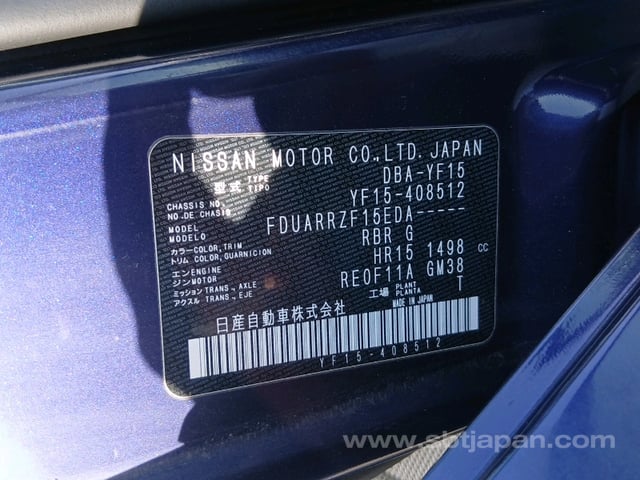 NISSAN MOTOR CO.,LTD. JAPAN
型式 TYPE TIPO DBA-YF15
CHASSIS NO. NO. DE CHASIS YF15-408512
MODEL MODELO FDUARRZF15EDA-----
カラー COLOR, TRIM トリム COLOR, GUARNICION RBR G
エンジン ENGINE MOTOR HR15 1498 CC
ミッション TRANS., AXLE アクスル TRANS., EJE RE0F11A GM38
工場 PLANT PLANTA T
日産自動車株式会社 MADE IN JAPAN
YF15-408512
www.sbtjapan.com